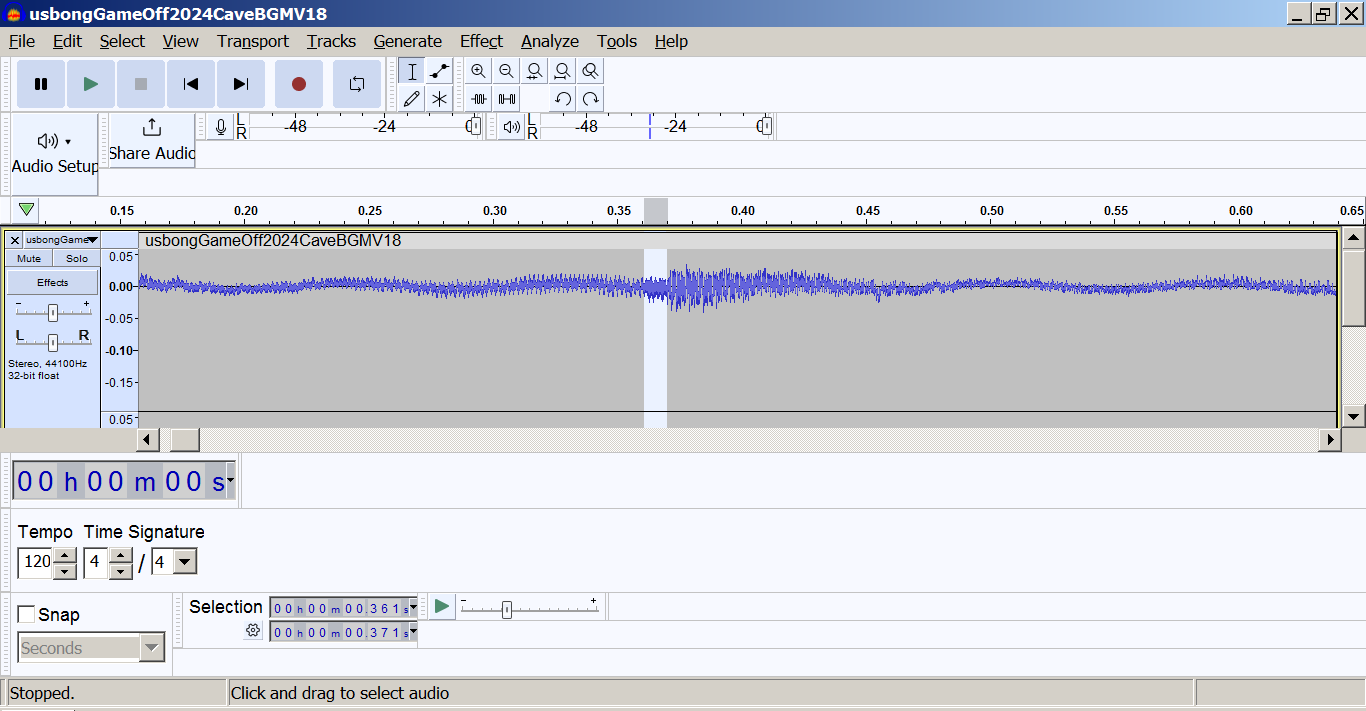 usbongGameOff2024CaveBGMV18
File Edit Select View Transport Tracks Generate Effect Analyze Tools Help
L
R
-48 -24 0
L
R
-48 -24 0
Audio Setup
Share Audio
0.15 0.20 0.25 0.30 0.35 0.40 0.45 0.50 0.55 0.60 0.65
usbongGame
usbongGameOff2024CaveBGMV18
Mute Solo
Effects
- +
L R
Stereo, 44100Hz
32-bit float
0.05
0.00
-0.05
-0.10
-0.15
0.05
00 h 00 m 00 s
Tempo Time Signature
120 4 / 4
Snap
Seconds
Selection
00 h 00 m 00.361 s
00 h 00 m 00.371 s
- +
Stopped.
Click and drag to select audio